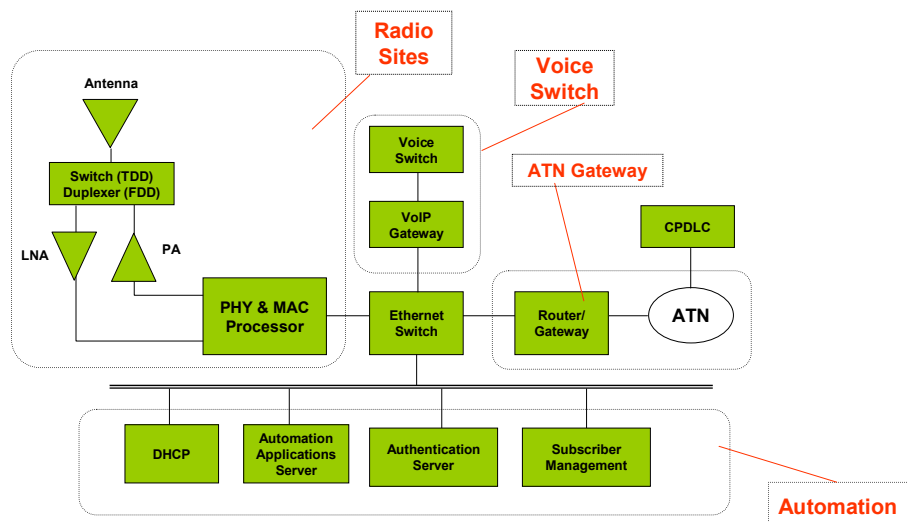 Radio
Sites
Voice
Switch
Antenna
Voice
Switch
ATN Gateway
Switch (TDD)
Duplexer (FDD)
VoIP
Gateway
CPDLC
LNA
PA
PHY & MAC
Processor
Ethernet
Switch
Router/
Gateway
ATN
DHCP
Automation
Applications
Server
Authentication
Server
Subscriber
Management
Automation